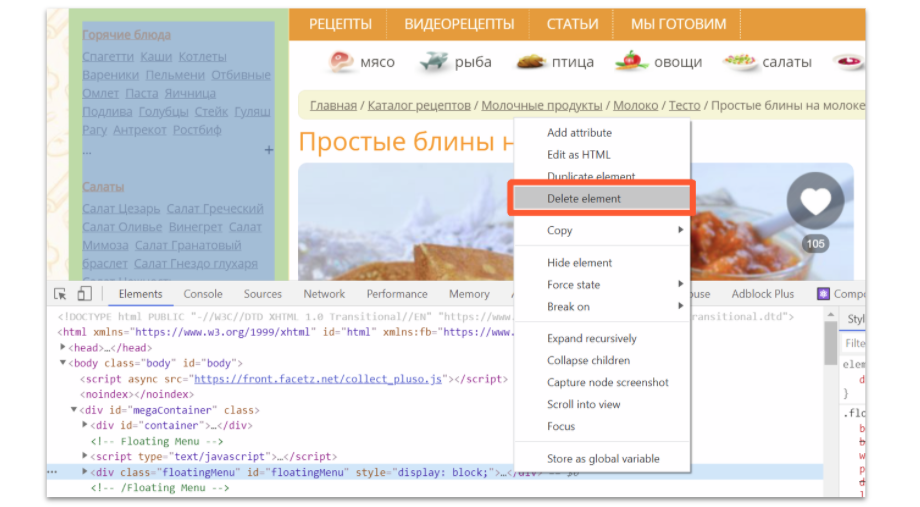 Горячие блюда
Спагетти Каши Котлеты
Вареники Пельмени Отбивные
Омлет Паста Яичница
Подлива Голубцы Стейк Гуляш
Рагу Антрекот Ростбиф
...
+
Салаты
Салат Цезарь Салат Греческий
Салат Оливье Винегрет Салат
Мимоза Салат Гранатовый
браслет Салат Гнездо глухаря
РЕЦЕПТЫ ВИДЕОРЕЦЕПТЫ СТАТЬИ МЫ ГОТОВИМ
мясо рыба птица овощи салаты
Главная / Каталог рецептов / Молочные продукты / Молоко / Тесто / Простые блины на молоке
Простые блины н
105
Add attribute
Edit as HTML
Duplicate element
Delete element
Copy
Hide element
Force state
Break on
Expand recursively
Collapse children
Capture node screenshot
Scroll into view
Focus
Store as global variable
Elements Console Sources Network Performance Memory Adblock Plus
<!DOCTYPE html PUBLIC "-//W3C//DTD XHTML 1.0 Transitional//EN" "https://www. ansitional.dtd">
<html xmlns="https://www.w3.org/1999/xhtml" id="html" xmlns:fb="https://www.
<head>…</head>
<body class="body" id="body">
<script async src="https://front.facetz.net/collect_pluso.js"></script>
<noindex></noindex>
<div id="megaContainer" class>
<div id="container">…</div>
<!-- Floating Menu -->
<script type="text/javascript">…</script>
<div class="floatingMenu" id="floatingMenu" style="display: block;">…</div> == $0
<!-- /Floating Menu -->
Styl
Filte
elem
d
}
.flo
b
b
w
p
d
l